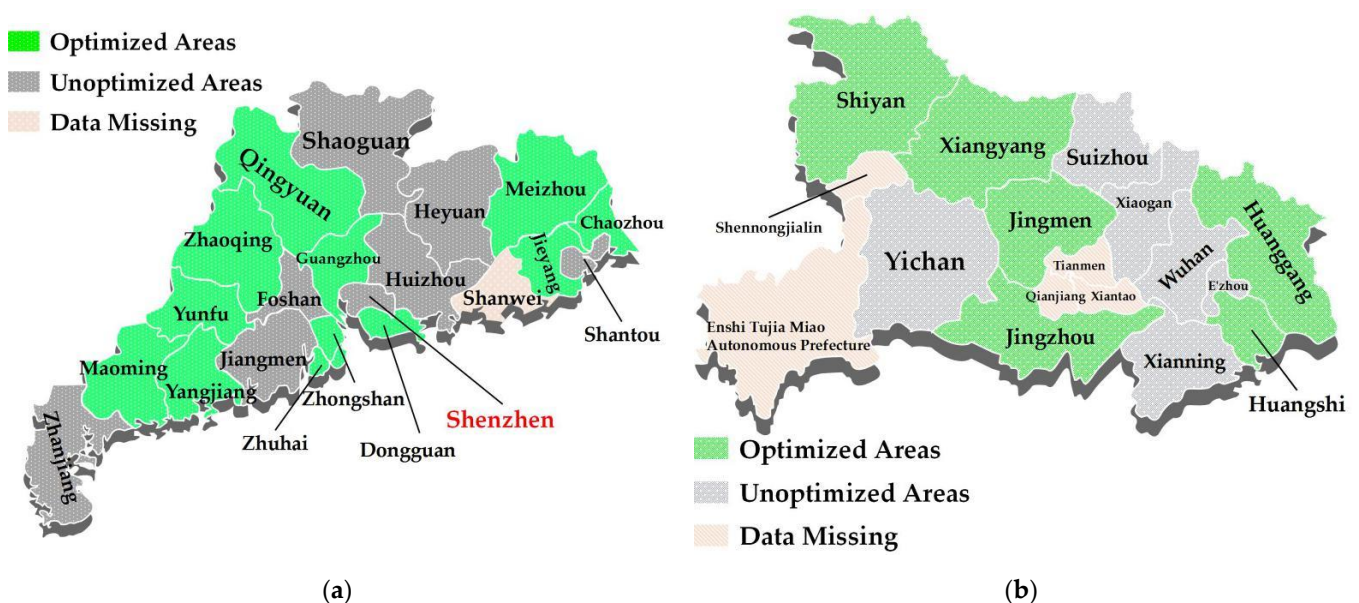 Optimized Areas
Unoptimized Areas
Data Missing
Shaoguan
Qingyuan
Meizhou
Heyuan
Chaozhou
Zhaoqing
Jieyang
Guangzhou
Huizhou
Foshan
Shanwei
Yunfu
Shantou
Jiangmen
Maoming
Yangjiang
Zhongshan
Shenzhen
Zhuhai
Dongguan
Zhanjiang
(a)
Shiyan
Xiangyang
Suizhou
Xiaogan
Shennongjialin
Jingmen
Huanggang
Yichan
Tianmen
Wuhan
E'zhou
Qianjiang
Xiantao
Enshi Tujia Miao
Autonomous Prefecture
Jingzhou
Xianning
Huangshi
Optimized Areas
Unoptimized Areas
Data Missing
(b)